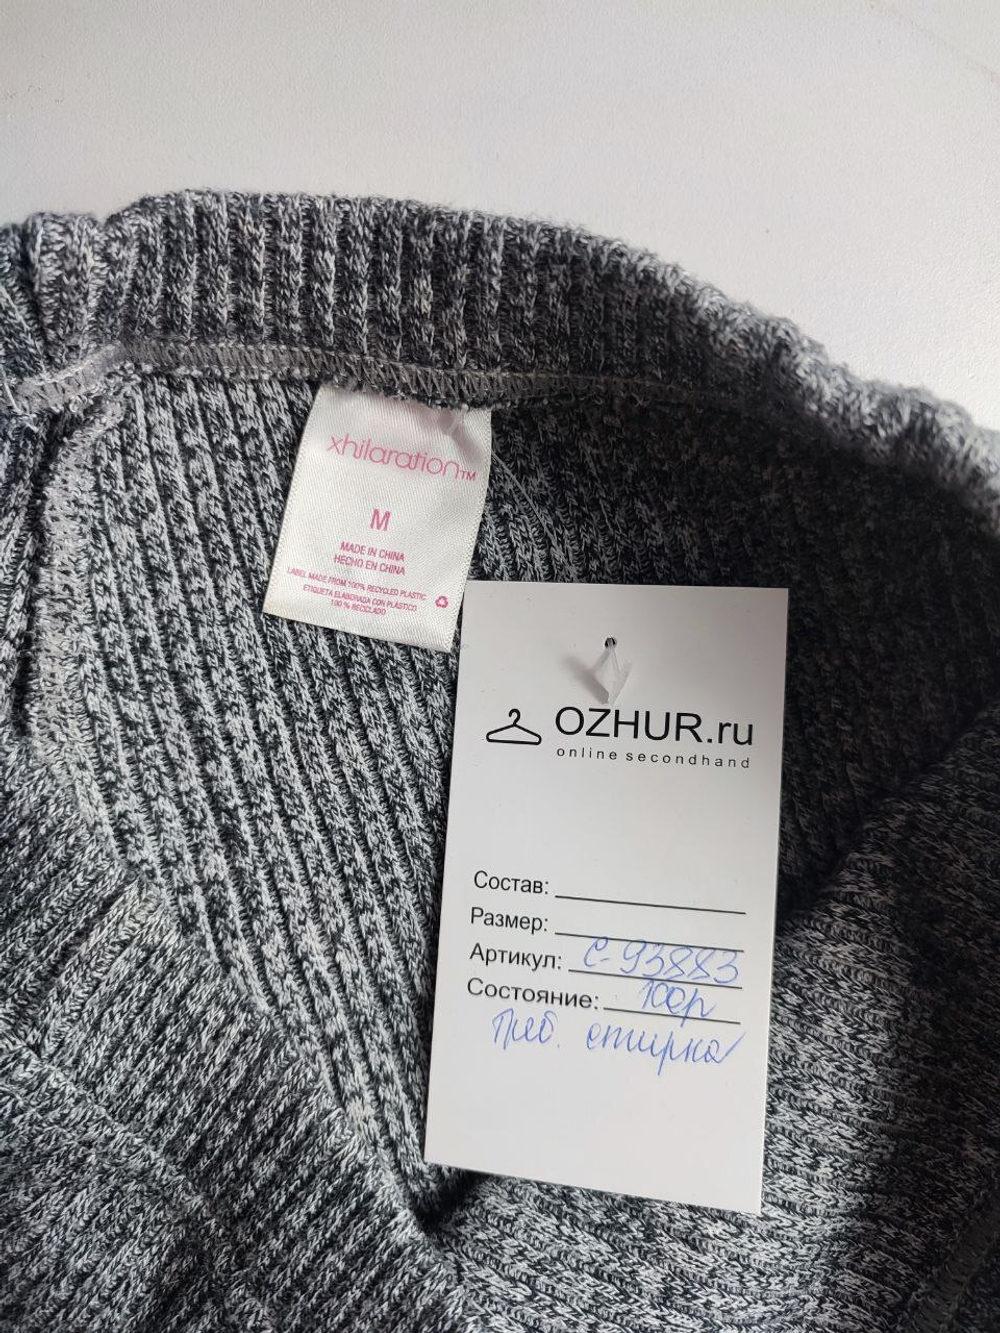 xhilaration™
M
MADE IN CHINA
HECHO EN CHINA
LABEL MADE FROM 100% RECYCLED PLASTIC
ETIQUETA ELABORADA CON PLÁSTICO
100 % RECICLADO
OZHUR.ru
online secondhand
Состав:
Размер:
Артикул: С-93883
Состояние: 100р
Треб. стирка